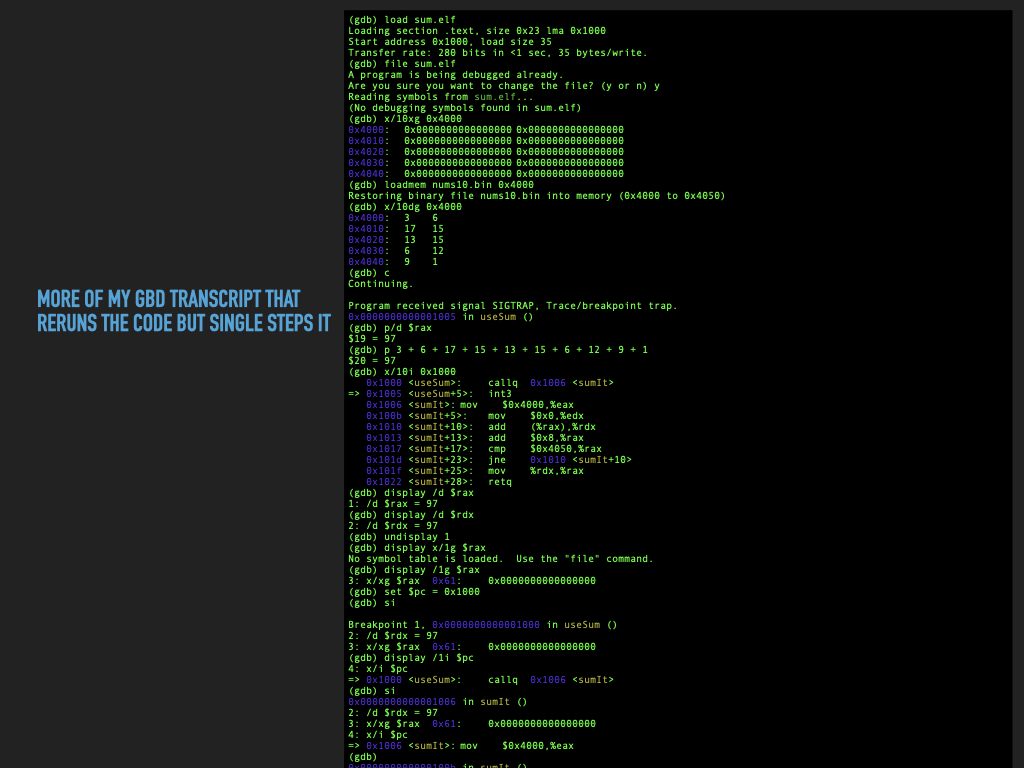 MORE OF MY GBD TRANSCRIPT THAT
RERUNS THE CODE BUT SINGLE STEPS IT
(gdb) load sum.elf
Loading section .text, size 0x23 lma 0x1000
Start address 0x1000, load size 35
Transfer rate: 280 bits in <1 sec, 35 bytes/write.
(gdb) file sum.elf
A program is being debugged already.
Are you sure you want to change the file? (y or n) y
Reading symbols from sum.elf...
(No debugging symbols found in sum.elf)
(gdb) x/10xg 0x4000
0x4000: 0x0000000000000000 0x0000000000000000
0x4010: 0x0000000000000000 0x0000000000000000
0x4020: 0x0000000000000000 0x0000000000000000
0x4030: 0x0000000000000000 0x0000000000000000
0x4040: 0x0000000000000000 0x0000000000000000
(gdb) loadmem nums10.bin 0x4000
Restoring binary file nums10.bin into memory (0x4000 to 0x4050)
(gdb) x/10dg 0x4000
0x4000: 3 6
0x4010: 17 15
0x4020: 13 15
0x4030: 6 12
0x4040: 9 1
(gdb) c
Continuing.
Program received signal SIGTRAP, Trace/breakpoint trap.
0x0000000000001005 in useSum ()
(gdb) p/d $rax
$19 = 97
(gdb) p 3 + 6 + 17 + 15 + 13 + 15 + 6 + 12 + 9 + 1
$20 = 97
(gdb) x/10i 0x1000
0x1000 <useSum>: callq 0x1006 <sumIt>
=> 0x1005 <useSum+5>: int3
0x1006 <sumIt>: mov $0x4000,%eax
0x100b <sumIt+5>: mov $0x0,%edx
0x1010 <sumIt+10>: add (%rax),%rdx
0x1013 <sumIt+13>: add $0x8,%rax
0x1017 <sumIt+17>: cmp $0x4050,%rax
0x101d <sumIt+23>: jne 0x1010 <sumIt+10>
0x101f <sumIt+25>: mov %rdx,%rax
0x1022 <sumIt+28>: retq
(gdb) display /d $rax
1: /d $rax = 97
(gdb) display /d $rdx
2: /d $rdx = 97
(gdb) undisplay 1
(gdb) display x/1g $rax
No symbol table is loaded.  Use the "file" command.
(gdb) display /1g $rax
3: x/xg $rax 0x61: 0x0000000000000000
(gdb) set $pc = 0x1000
(gdb) si
Breakpoint 1, 0x0000000000001000 in useSum ()
2: /d $rdx = 97
3: x/xg $rax 0x61: 0x0000000000000000
(gdb) display /1i $pc
4: x/i $pc
=> 0x1000 <useSum>: callq 0x1006 <sumIt>
(gdb) si
0x0000000000001006 in sumIt ()
2: /d $rdx = 97
3: x/xg $rax 0x61: 0x0000000000000000
4: x/i $pc
=> 0x1006 <sumIt>: mov $0x4000,%eax
(gdb)
0x000000000000100b in sumIt ()